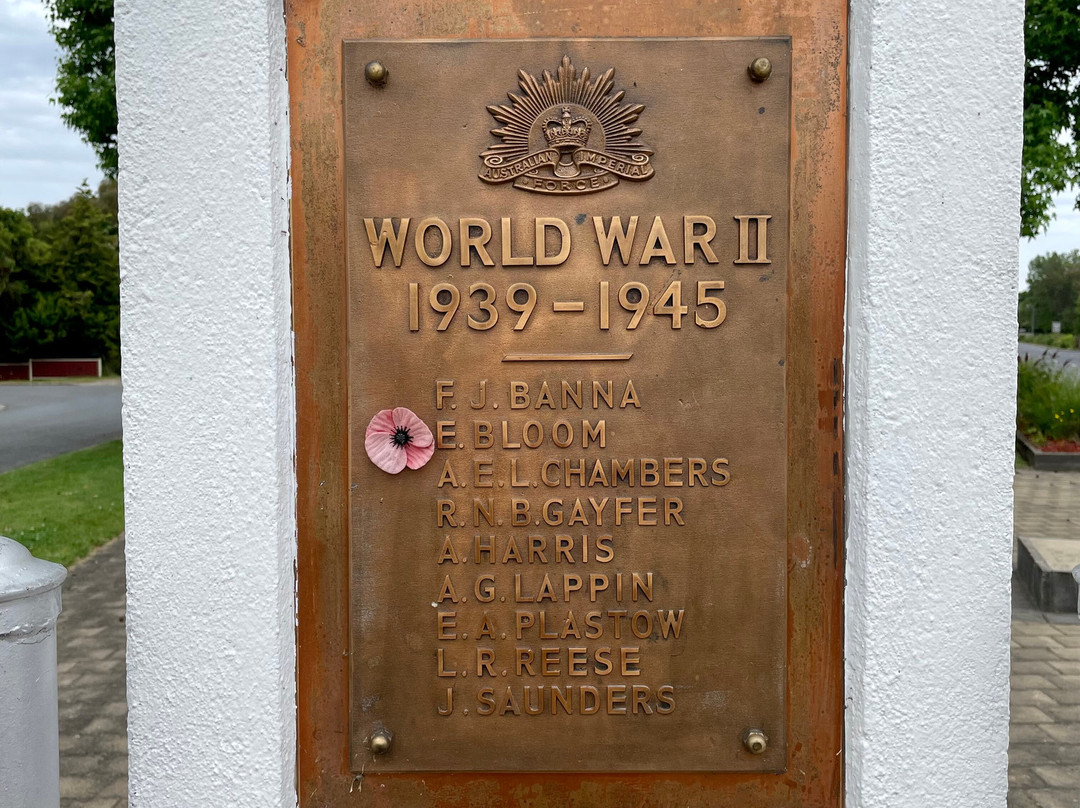 AUSTRALIAN IMPERIAL
FORCE
WORLD WAR II
1939-1945
F. J. BANNA
E. BLOOM
A. E. L. CHAMBERS
R. N. B. GAYFER
A. HARRIS
A. G. LAPPIN
E. A. PLASTOW
L. R. REESE
J. SAUNDERS